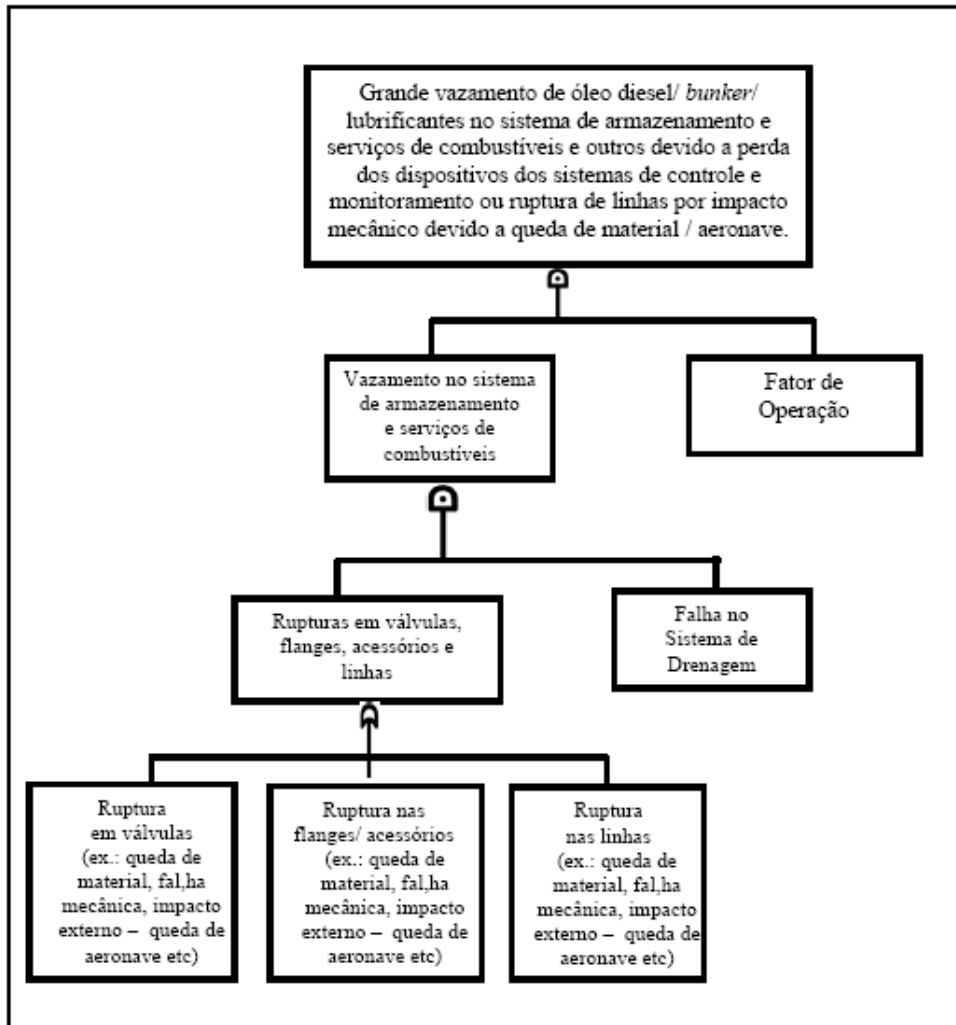 Grande vazamento de óleo diesel/ bunker/
lubrificantes no sistema de armazenamento e
serviços de combustíveis e outros devido a perda
dos dispositivos dos sistemas de controle e
monitoramento ou ruptura de linhas por impacto
mecânico devido a queda de material / aeronave.
Vazamento no sistema
de armazenamento
e serviços de
combustíveis
Fator de
Operação
Rupturas em válvulas,
flanges, acessórios e
linhas
Falha no
Sistema de
Drenagem
Ruptura
em válvulas
(ex.: queda de
material, fal,ha
mecânica, impacto
externo – queda de
aeronave etc)
Ruptura nas
flanges/ acessórios
(ex.: queda de
material, fal,ha
mecânica, impacto
externo – queda de
aeronave etc)
Ruptura
nas linhas
(ex.: queda de
material, fal,ha
mecânica, impacto
externo – queda de
aeronave etc)